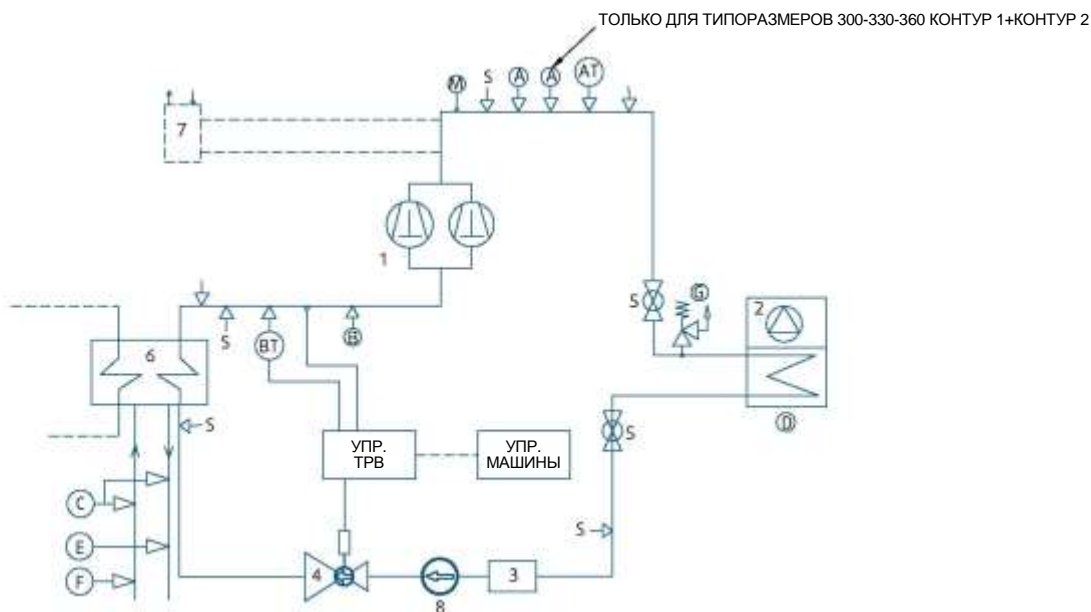 ТОЛЬКО ДЛЯ ТИПОРАЗМЕРОВ 300-330-360 КОНТУР 1+КОНТУР 2
M
S
A
A
AT
7
1
S
G
2
6
S
BT
B
D
S
S
УПР.
ТРВ
УПР.
МАШИНЫ
C
S
E
F
4
3
8